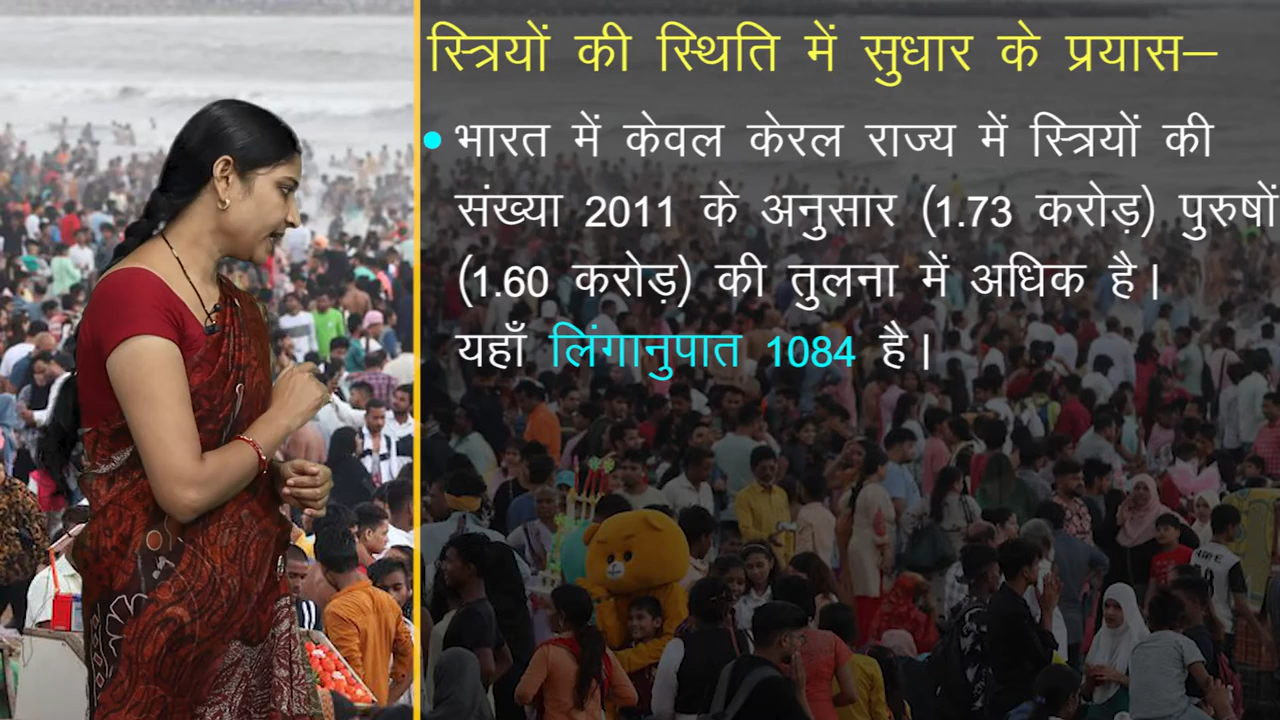 स्त्रियों की स्थिति में सुधार के प्रयास–
• भारत में केवल केरल राज्य में स्त्रियों की
संख्या 2011 के अनुसार (1.73 करोड़) पुरुषों
(1.60 करोड़) की तुलना में अधिक है।
यहाँ लिंगानुपात 1084 है।